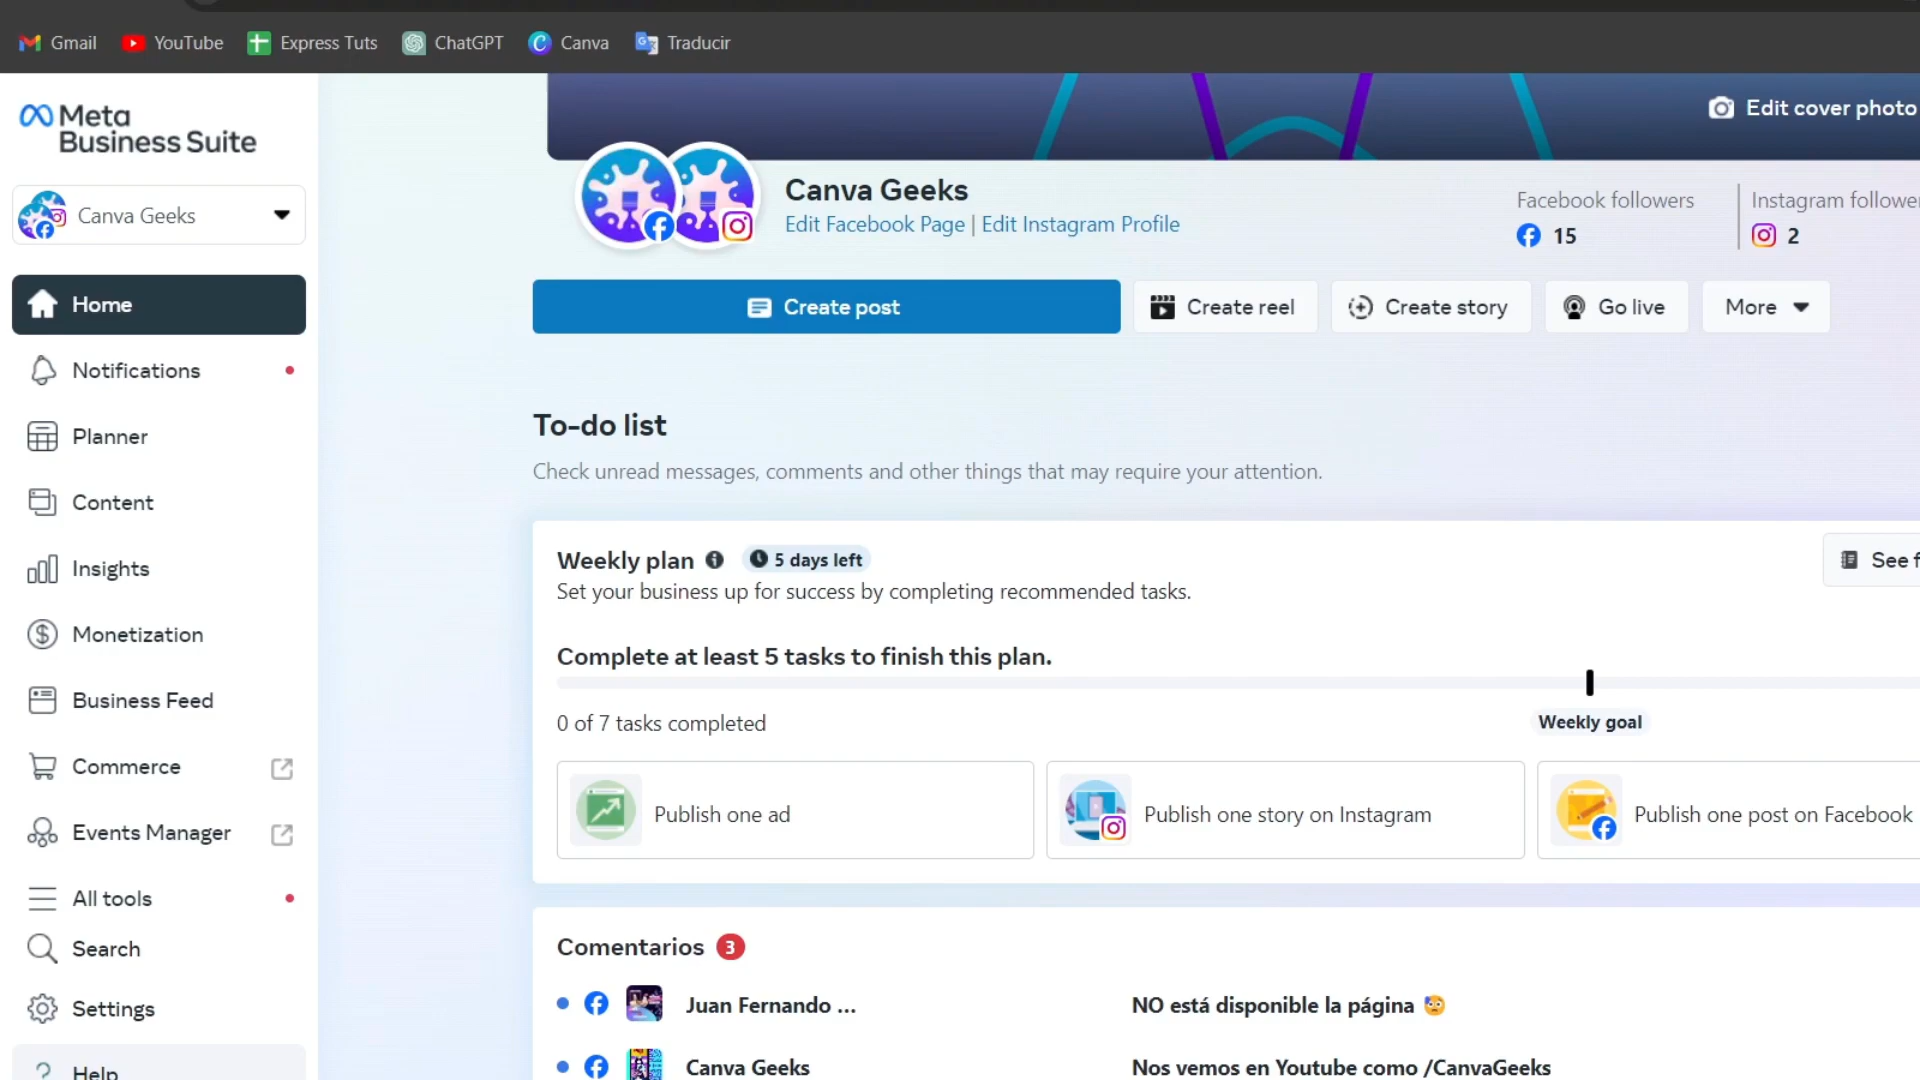 Gmail YouTube Express Tuts ChatGPT Canva Traducir
Meta
Business Suite
Canva Geeks
Home
Notifications
Planner
Content
Insights
Monetization
Business Feed
Commerce
Events Manager
All tools
Search
Settings
Help
Edit cover photo
Canva Geeks
Edit Facebook Page | Edit Instagram Profile
Facebook followers
15
Instagram follower
2
Create post
Create reel
Create story
Go live
More
To-do list
Check unread messages, comments and other things that may require your attention.
Weekly plan 5 days left
See f
Set your business up for success by completing recommended tasks.
Complete at least 5 tasks to finish this plan.
0 of 7 tasks completed
Weekly goal
Publish one ad
Publish one story on Instagram
Publish one post on Facebook
Comentarios 3
Juan Fernando ... NO está disponible la página 😓
Canva Geeks Nos vemos en Youtube como /CanvaGeeks